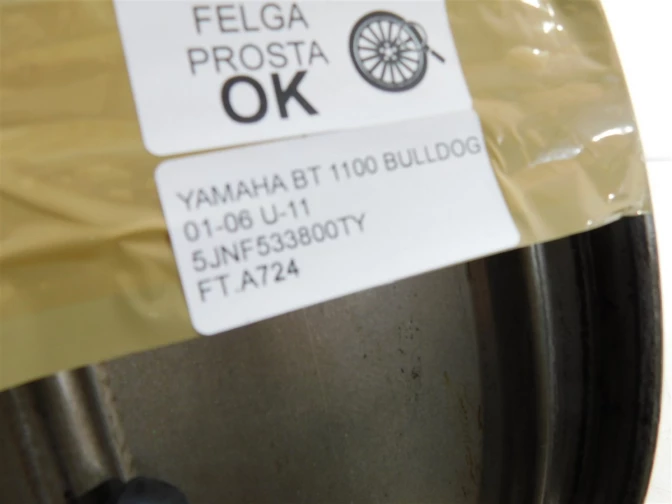 FELGA
PROSTA
OK
YAMAHA BT 1100 BULLDOG
01-06 U-11
5JNF533800TY
FT.A724